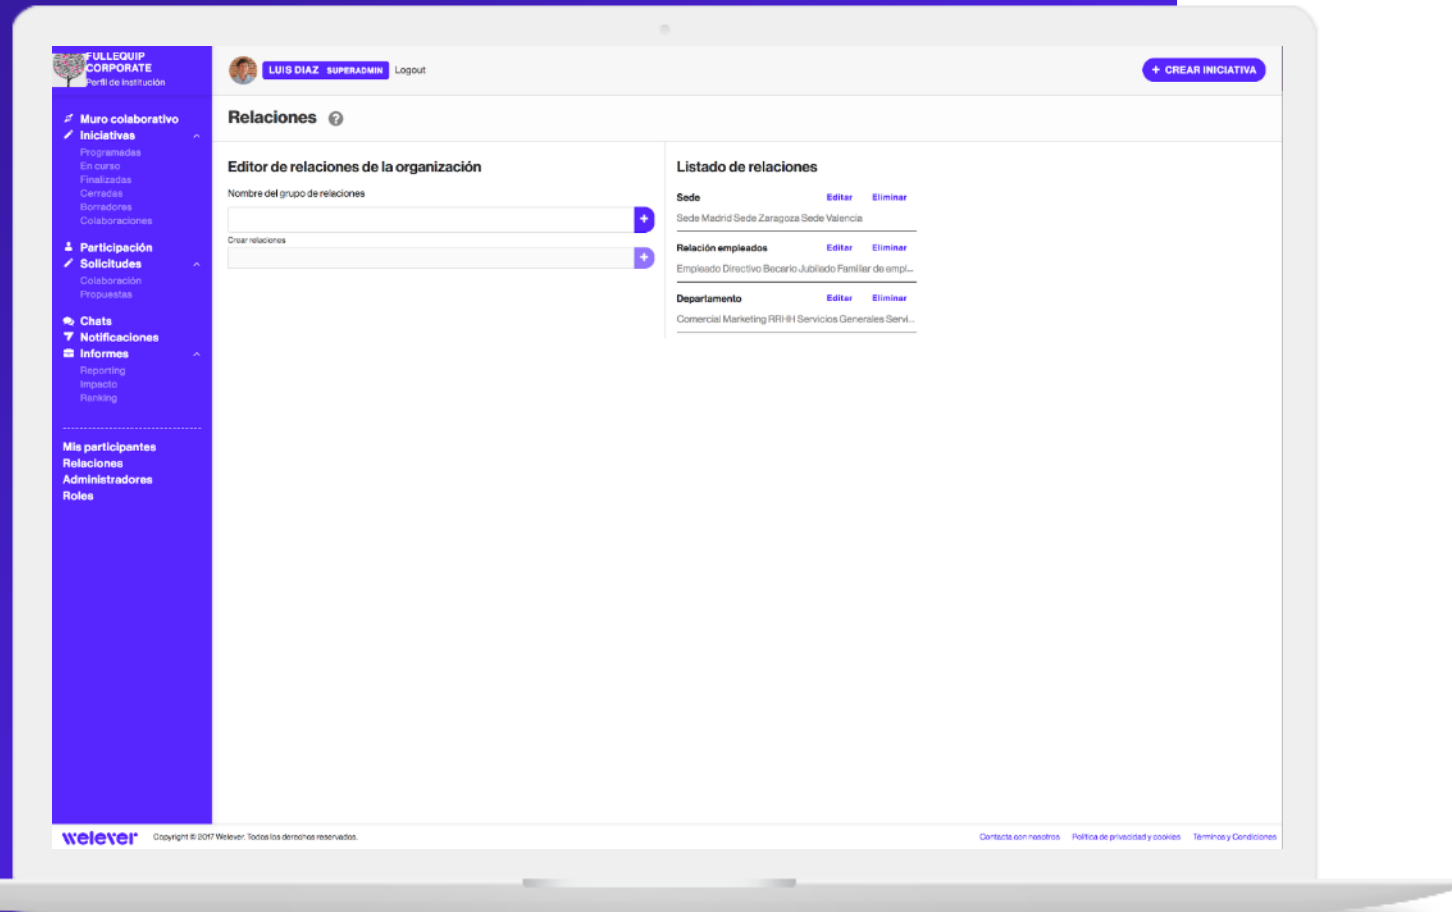 FULLEQUIP
CORPORATE
Perfil de institución
LUIS DIAZ SUPERADMIN Logout
+ CREAR INICIATIVA
Muro colaborativo
Iniciativas
Programadas
En curso
Finalizadas
Cerradas
Borradores
Colaboraciones
Participación
Solicitudes
Colaboración
Propuestas
Chats
Notificaciones
Informes
Reporting
Impacto
Ranking
Mis participantes
Relaciones
Administradores
Roles
Relaciones ?
Editor de relaciones de la organización
Nombre del grupo de relaciones
+
Crear relaciones
+
Listado de relaciones
Sede Editar Eliminar
Sede Madrid Sede Zaragoza Sede Valencia
Relación empleados Editar Eliminar
Empleado Directivo Becario Jubilado Familiar de empl...
Departamento Editar Eliminar
Comercial Marketing RRHH Servicios Generales Servi...
welever Copyright © 2017 Welever. Todos los derechos reservados.
Contacta con nosotros Política de privacidad y cookies Términos y Condiciones